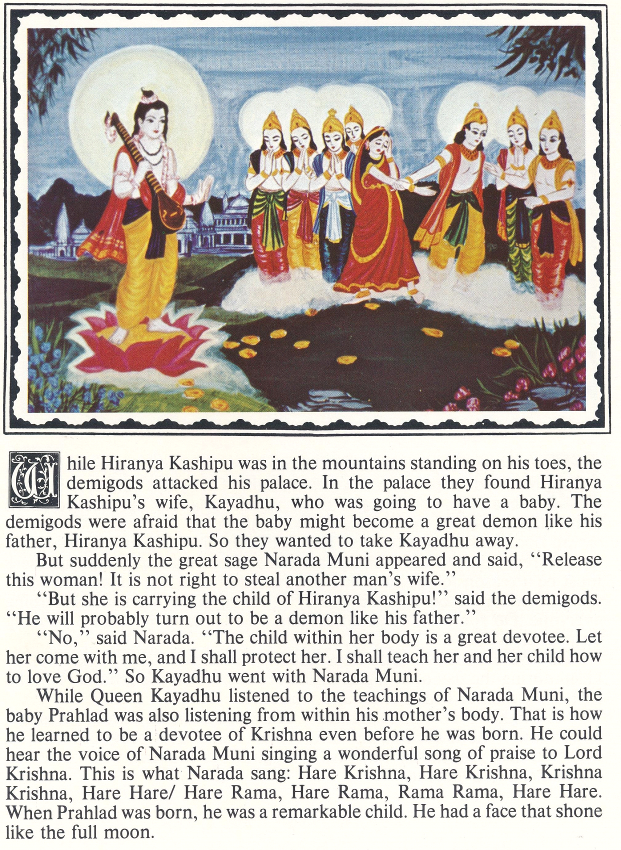 While Hiranya Kashipu was in the mountains standing on his toes, the
demigods attacked his palace. In the palace they found Hiranya
Kashipu's wife, Kayadhu, who was going to have a baby. The
demigods were afraid that the baby might become a great demon like his
father, Hiranya Kashipu. So they wanted to take Kayadhu away.
But suddenly the great sage Narada Muni appeared and said, “Release
this woman! It is not right to steal another man's wife.”
“But she is carrying the child of Hiranya Kashipu!” said the demigods.
“He will probably turn out to be a demon like his father.”
“No,” said Narada. “The child within her body is a great devotee. Let
her come with me, and I shall protect her. I shall teach her and her child how
to love God.” So Kayadhu went with Narada Muni.
While Queen Kayadhu listened to the teachings of Narada Muni, the
baby Prahlad was also listening from within his mother's body. That is how
he learned to be a devotee of Krishna even before he was born. He could
hear the voice of Narada Muni singing a wonderful song of praise to Lord
Krishna. This is what Narada sang: Hare Krishna, Hare Krishna, Krishna
Krishna, Hare Hare/ Hare Rama, Hare Rama, Rama Rama, Hare Hare.
When Prahlad was born, he was a remarkable child. He had a face that shone
like the full moon.